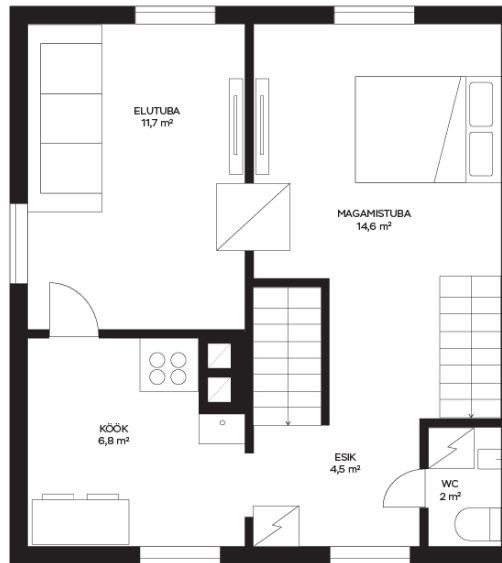 ELUTUBA
11,7 m²
MAGAMISTUBA
14,6 m²
KÖÖK
6,8 m²
ESIK
4,5 m²
WC
2 m²